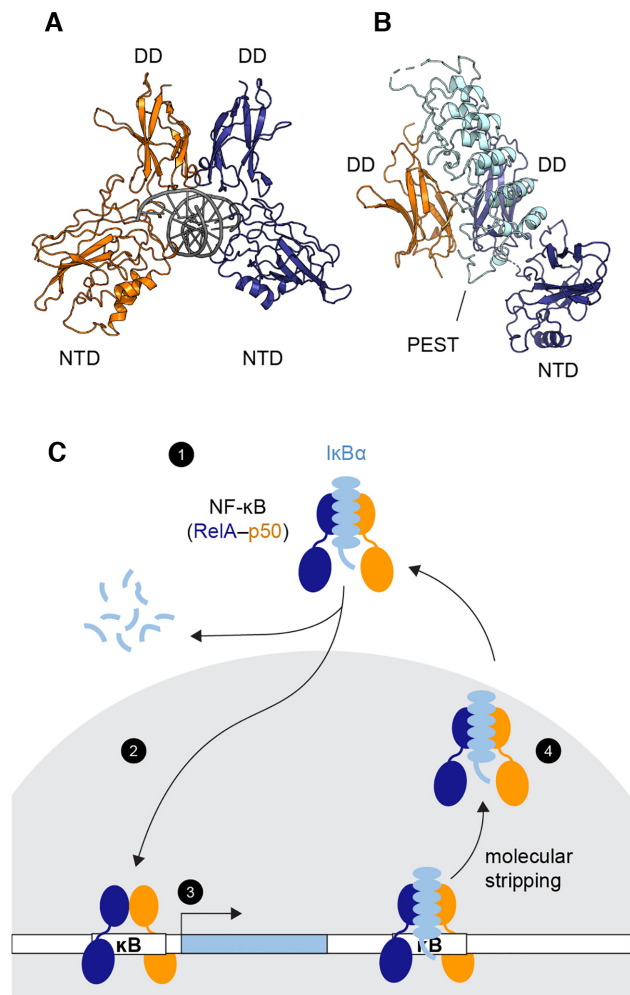 A
B
DD
DD
DD
DD
PEST
NTD
NTD
NTD
C
1
IκBα
NF-κB
(RelA–p50)
2
4
molecular
stripping
3
κB
κB